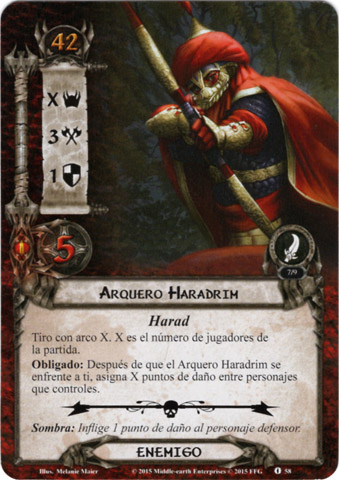 42
X
3
1
5
7/9
Arquero Haradrim
Harad
Tiro con arco X. X es el número de jugadores de
la partida.
Obligado: Después de que el Arquero Haradrim se
enfrente a ti, asigna X puntos de daño entre personajes
que controles.
Sombra: Inflige 1 punto de daño al personaje defensor.
ENEMIGO
Illus. Melanie Maier © 2015 Middle-earth Enterprises © 2015 FFG 58